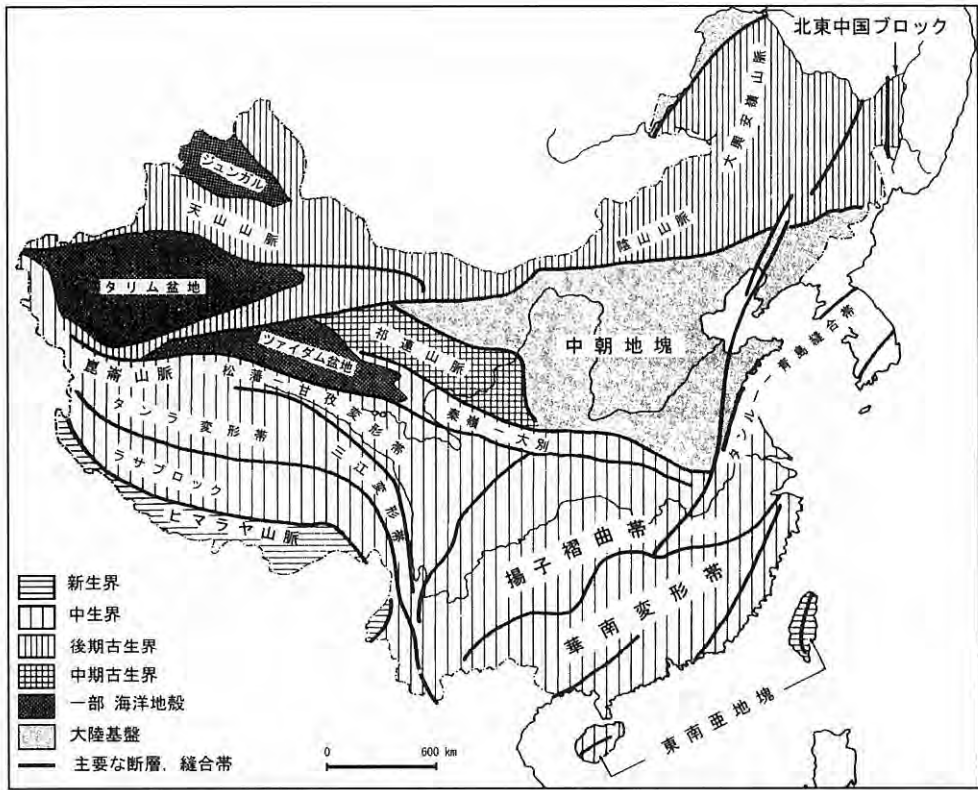 北東中国ブロック
大興安嶺山脈
ジュンガル
天山山脈
陰山山脈
タリム盆地
ツァイダム盆地
祁連山脈
中朝地塊
崑崙山脈
松藩ー甘孜変形帯
秦嶺ー大別
タンルー-青島縫合帯
タンラ変形帯
三江変形帯
ラサブロック
ヒマラヤ山脈
揚子褶曲帯
華南変形帯
東南亜地塊
新生界
中生界
後期古生界
中期古生界
一部 海洋地殻
大陸基盤
主要な断層、縫合帯
0 600 km